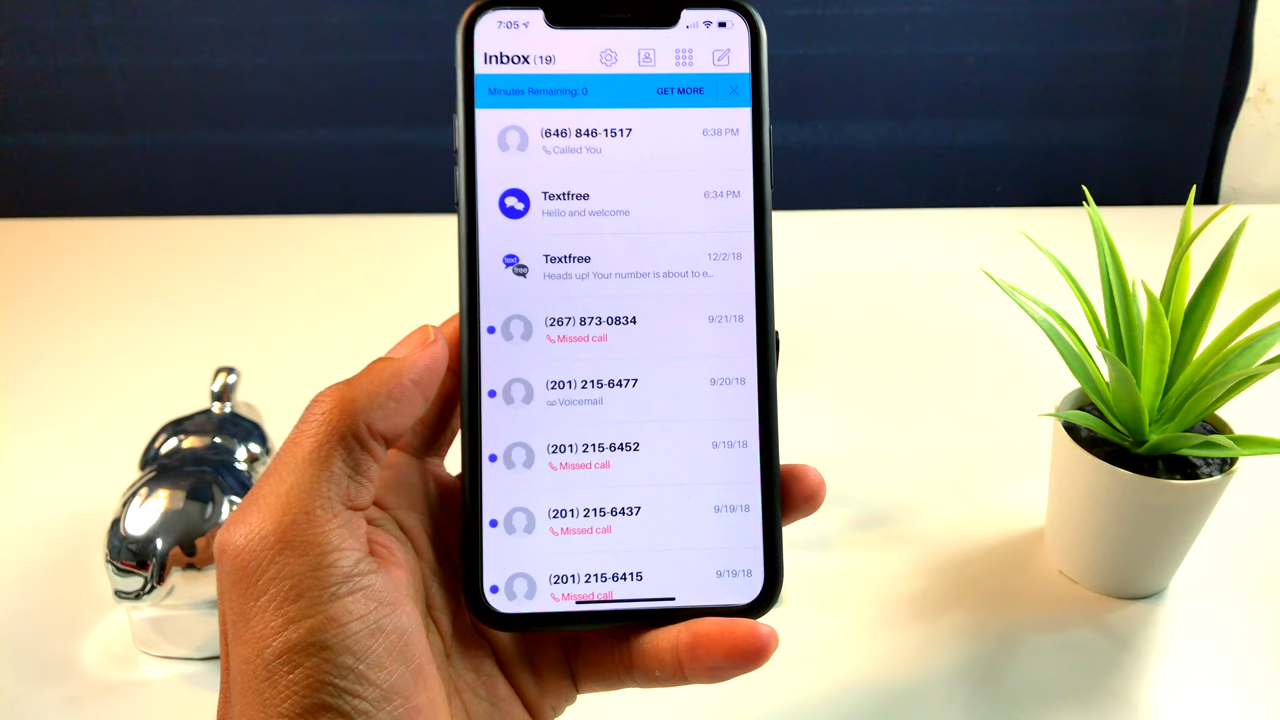 7:05
Inbox (19)
Minutes Remaining: 0 GET MORE
(646) 846-1517 6:38 PM
Called You
Textfree 6:34 PM
Hello and welcome
text
free
Textfree 12/2/18
Heads up! Your number is about to e...
(267) 873-0834 9/21/18
Missed call
(201) 215-6477 9/20/18
Voicemail
(201) 215-6452 9/19/18
Missed call
(201) 215-6437 9/19/18
Missed call
(201) 215-6415 9/19/18
Missed call